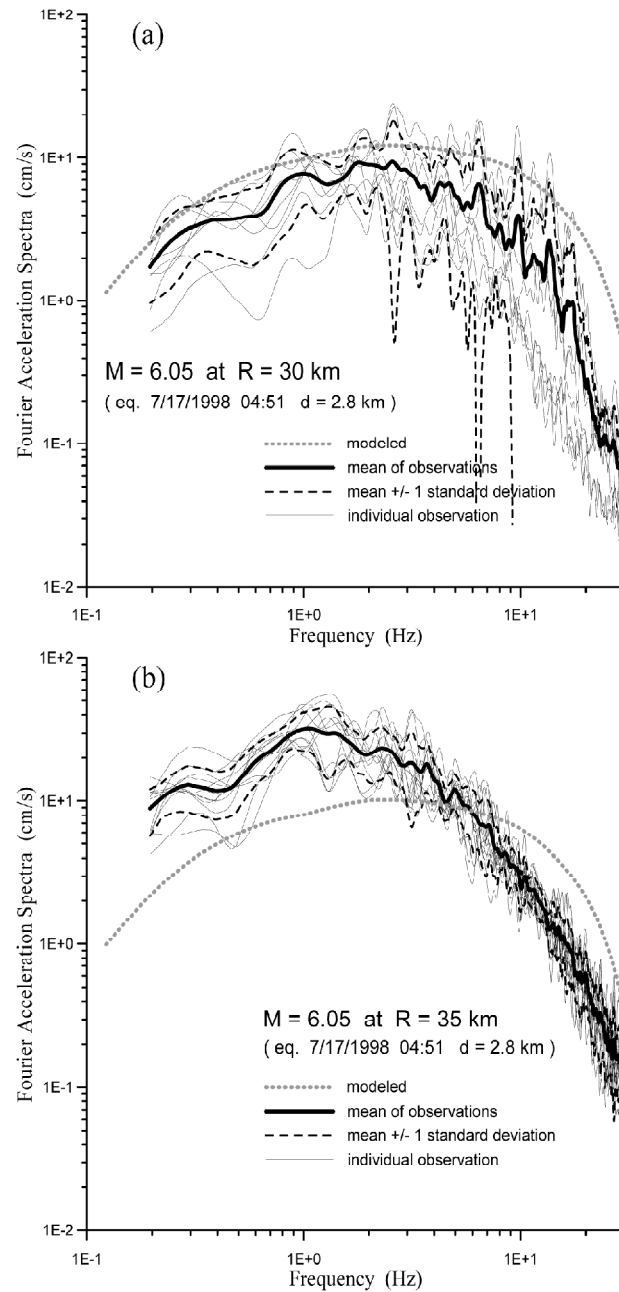 (a)
1E+2
1E+1
1E+0
1E-1
1E-2
Fourier Acceleration Spectra (cm/s)
M = 6.05 at R = 30 km
( eq. 7/17/1998 04:51 d = 2.8 km )
modeled
mean of observations
mean +/- 1 standard deviation
individual observation
1E-1
1E+0
1E+1
Frequency (Hz)
(b)
1E+2
1E+1
1E+0
1E-1
1E-2
Fourier Acceleration Spectra (cm/s)
M = 6.05 at R = 35 km
( eq. 7/17/1998 04:51 d = 2.8 km )
modeled
mean of observations
mean +/- 1 standard deviation
individual observation
1E-1
1E+0
1E+1
Frequency (Hz)